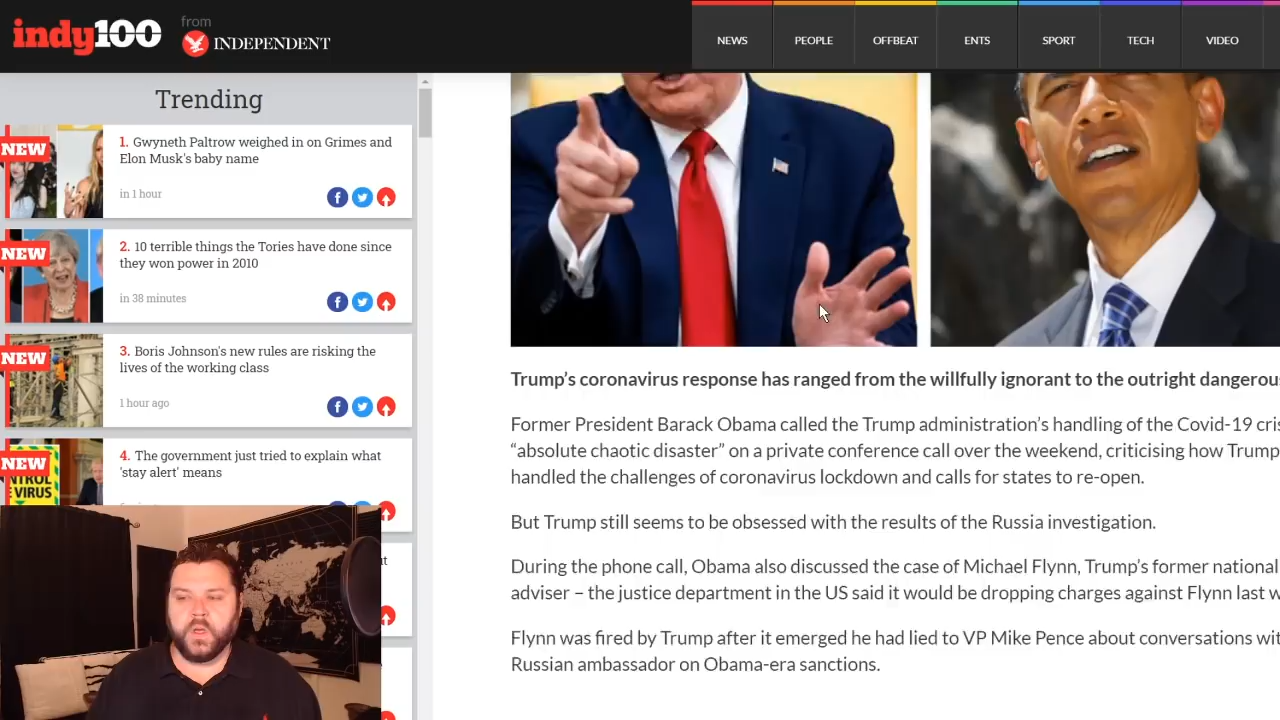 indy100
from
INDEPENDENT
NEWS
PEOPLE
OFFBEAT
ENTS
SPORT
TECH
VIDEO
Trending
NEW
1. Gwyneth Paltrow weighed in on Grimes and
Elon Musk's baby name
in 1 hour
NEW
2. 10 terrible things the Tories have done since
they won power in 2010
in 38 minutes
NEW
3. Boris Johnson's new rules are risking the
lives of the working class
1 hour ago
NEW
4. The government just tried to explain what
'stay alert' means
E VIRUS
Trump's coronavirus response has ranged from the willfully ignorant to the outright
Former President Barack Obama called the Trump administration's handling of the Covid-19
"absolute chaotic disaster" on a private conference call over the weekend, criticising how Trump
handled the challenges of coronavirus lockdown and calls for states to re-open.
But Trump still seems to be obsessed with the results of the Russia investigation.
During the phone call, Obama also discussed the case of Michael Flynn, Trump's former national
adviser – the justice department in the US said it would be dropping charges against Flynn last
Flynn was fired by Trump after it emerged he had lied to VP Mike Pence about conversations
Russian ambassador on Obama-era sanctions.